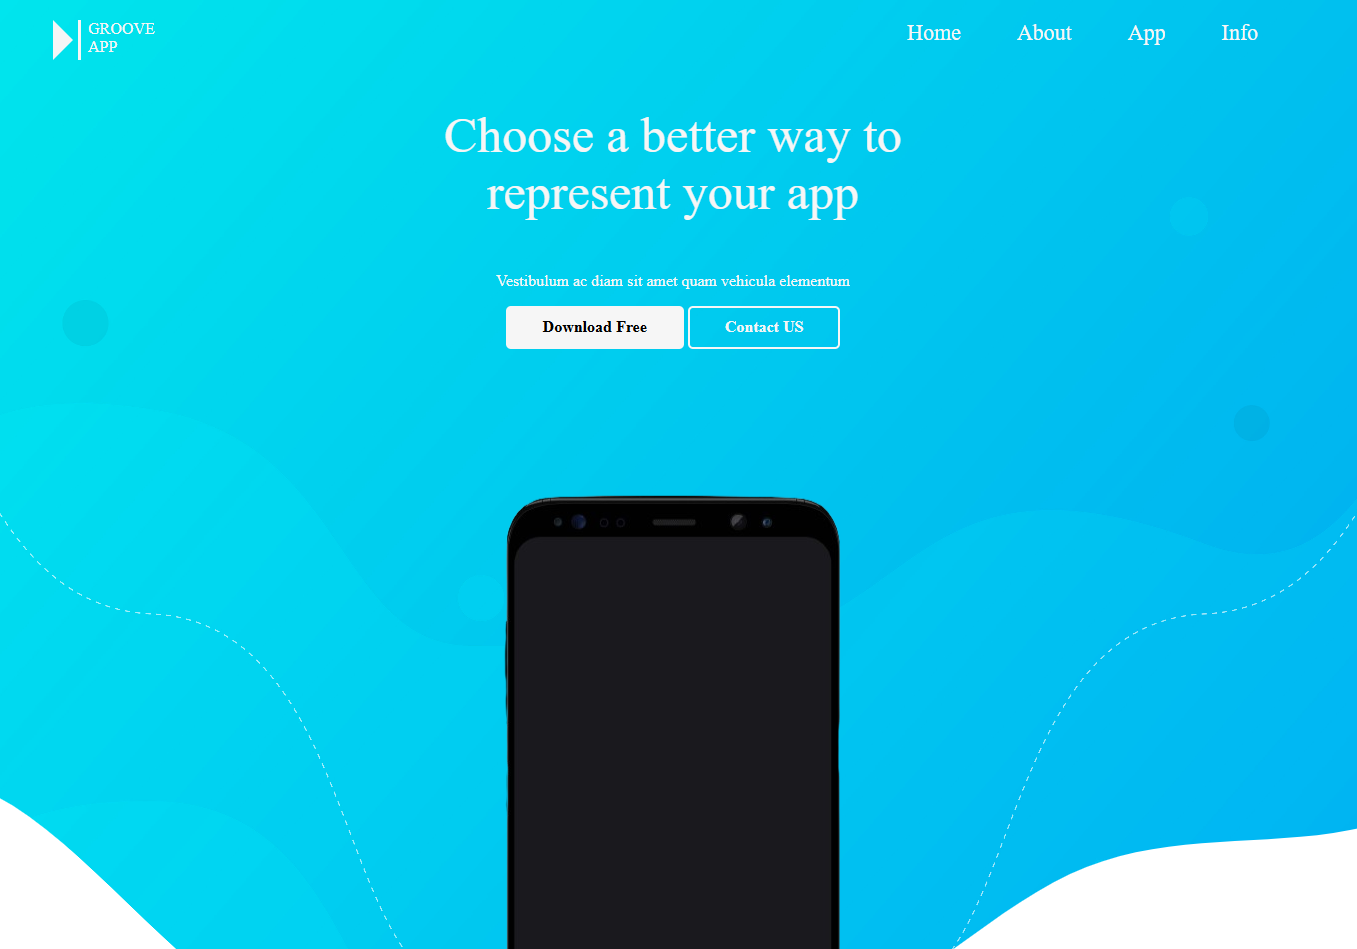 GROOVE
APP
Home About App Info
Choose a better way to
represent your app
Vestibulum ac diam sit amet quam vehicula elementum
Download Free Contact US